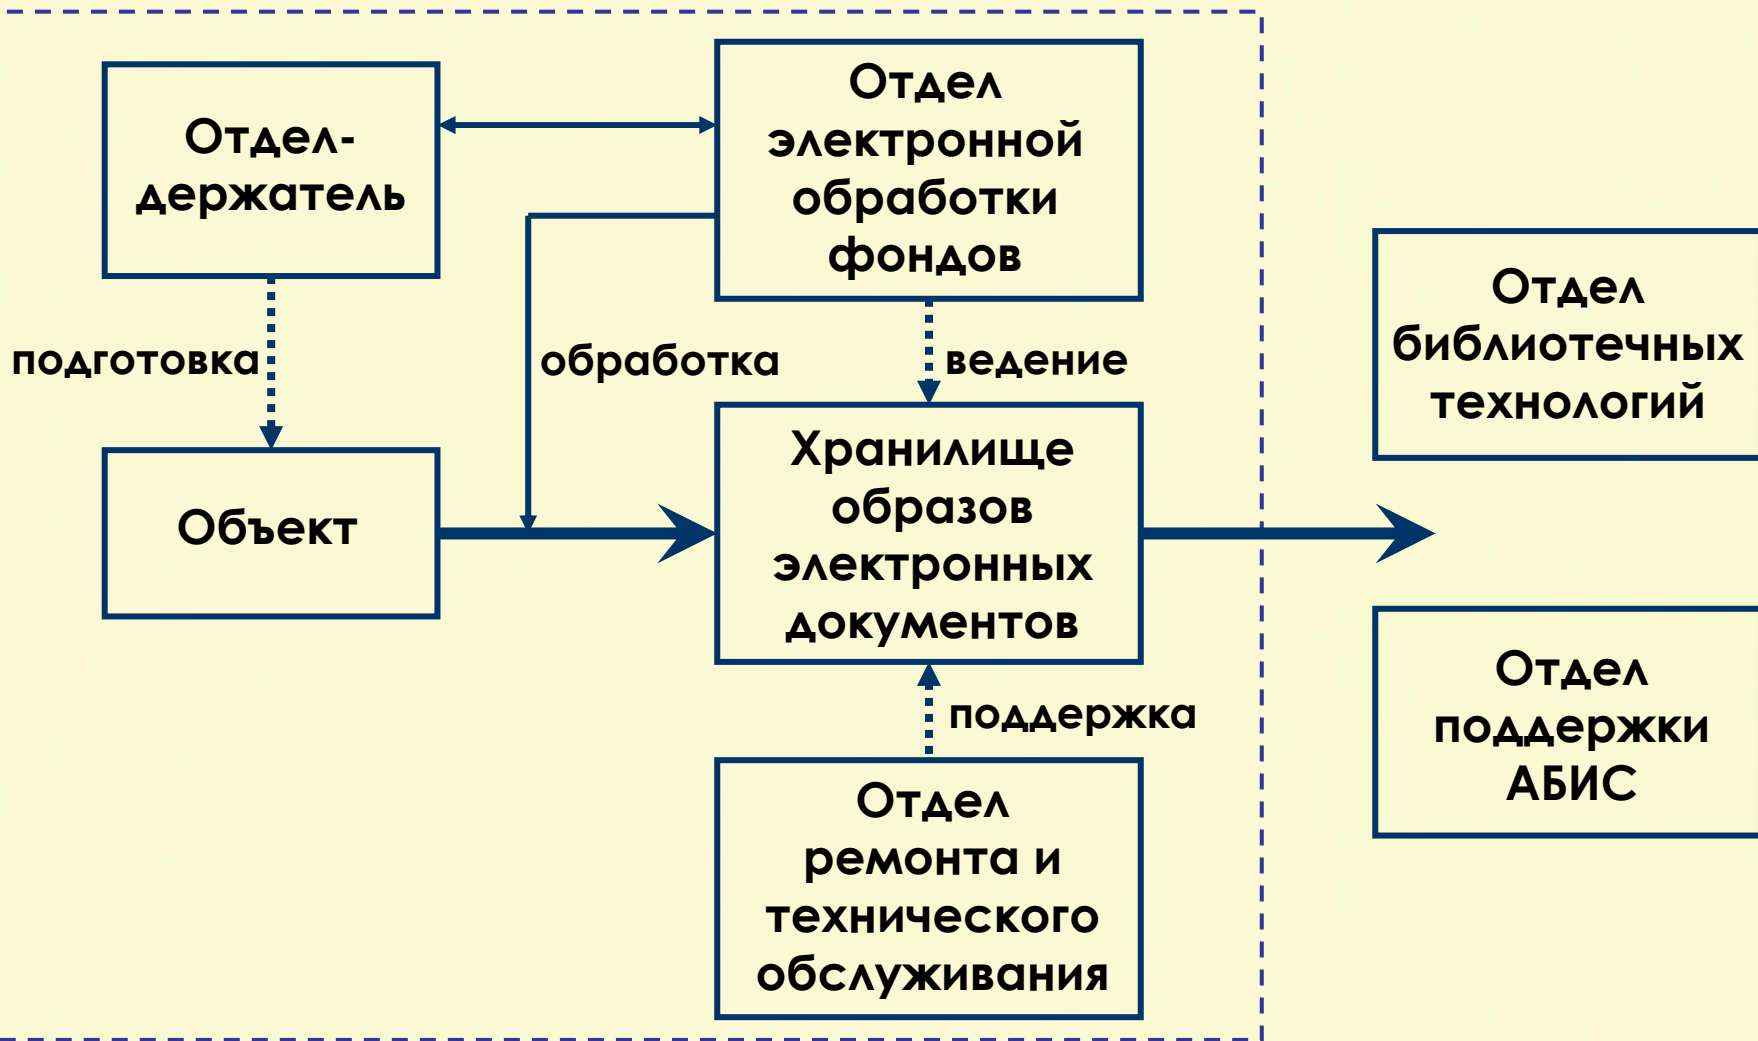 Отдел-
держатель
Отдел
электронной
обработки
фондов
Отдел
библиотечных
технологий
подготовка
обработка
ведение
Объект
Хранилище
образов
электронных
документов
Отдел
поддержки
АБИС
поддержка
Отдел
ремонта и
технического
обслуживания